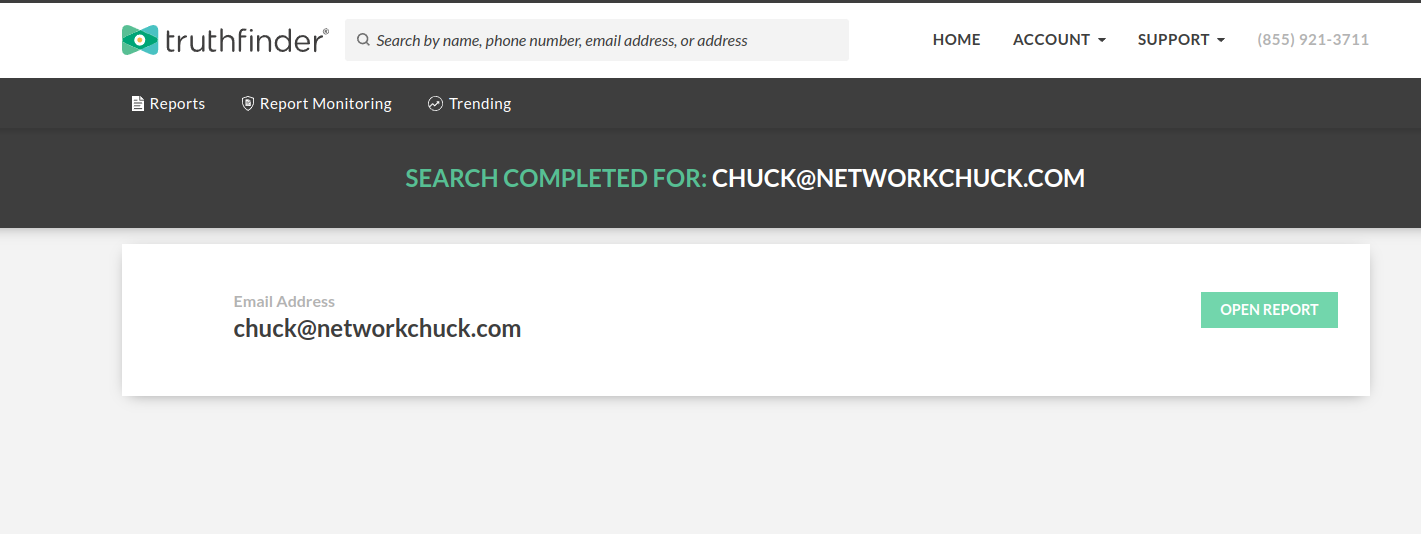 truthfinder®
Search by name, phone number, email address, or address
HOME
ACCOUNT
SUPPORT
(855) 921-3711
Reports
Report Monitoring
Trending
SEARCH COMPLETED FOR: CHUCK@NETWORKCHUCK.COM
Email Address
chuck@networkchuck.com
OPEN REPORT